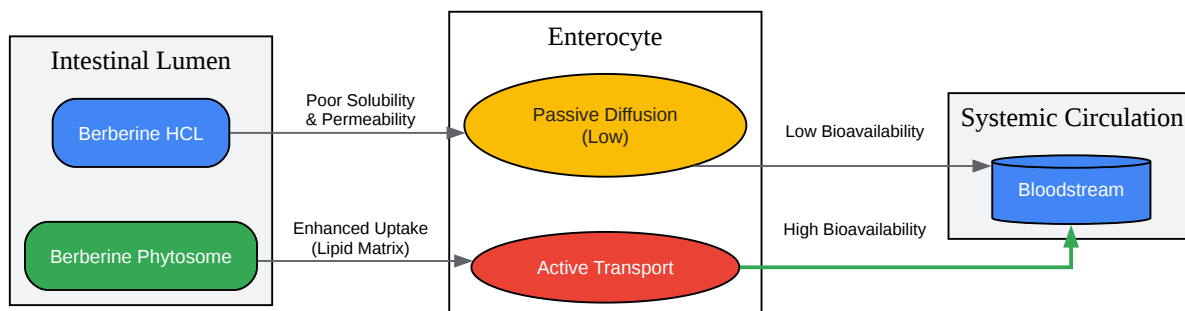 Intestinal Lumen
Berberine HCL
Berberine Phytosome
Poor Solubility
& Permeability
Enhanced Uptake
(Lipid Matrix)
Enterocyte
Passive Diffusion
(Low)
Active Transport
Low Bioavailability
High Bioavailability
Systemic Circulation
Bloodstream